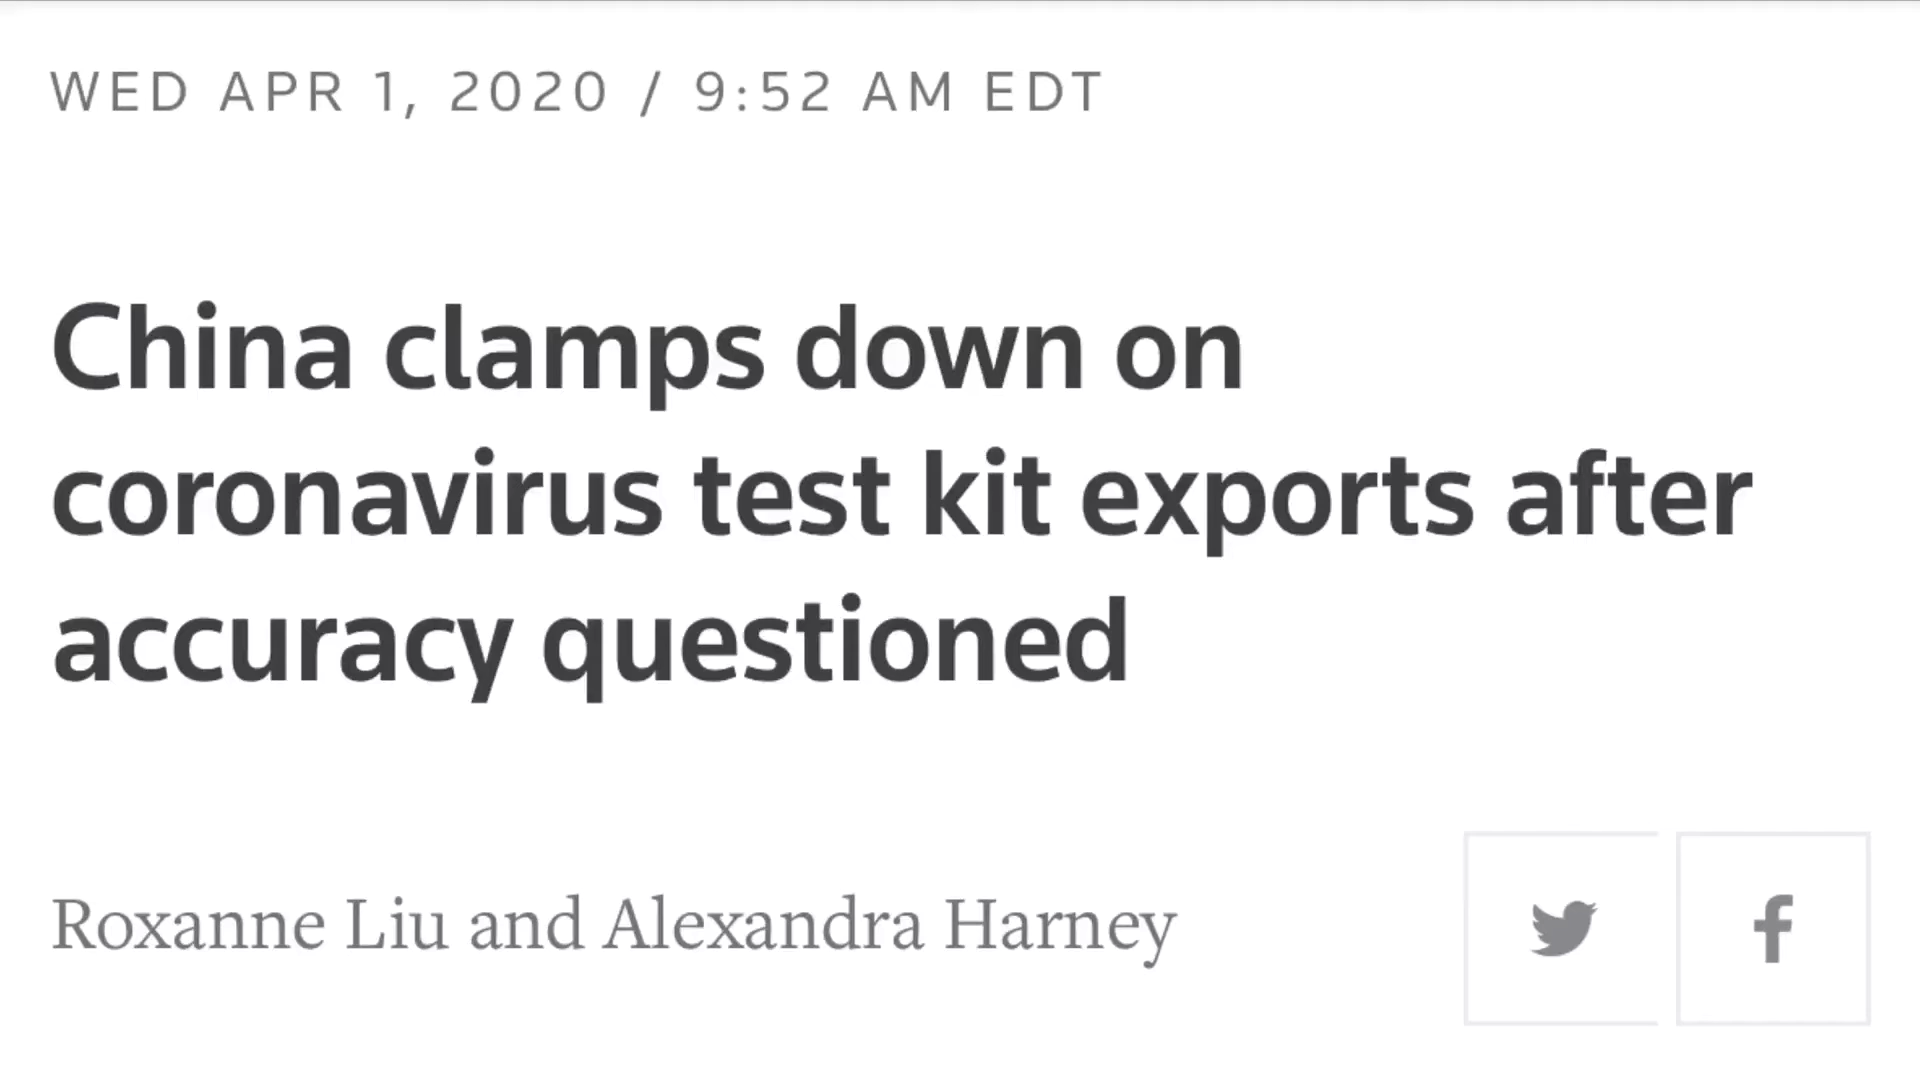 WED APR 1, 2020 / 9:52 AM EDT
China clamps down on
coronavirus test kit exports after
accuracy questioned
Roxanne Liu and Alexandra Harney